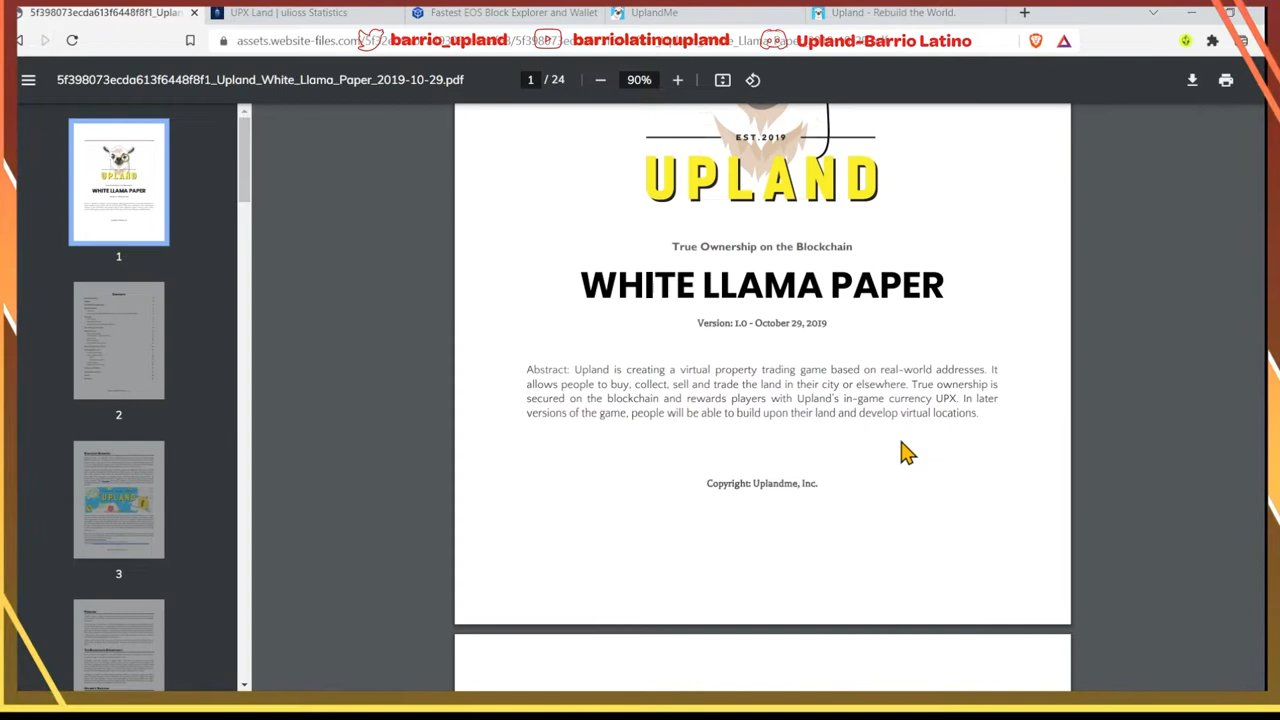 5f398073ecda613f6448f8f1_Uplan
UPX Land | ulioss Statistics
Fastest EOS Block Explorer and Wallet
UplandMe
Upland - Rebuild the World.
barrio_upland
barriolatinoupland
Upland-Barrio Latino
5f398073ecda613f6448f8f1_Upland_White_Llama_Paper_2019-10-29.pdf
1 / 24
90%
EST.2019
UPLAND
True Ownership on the Blockchain
WHITE LLAMA PAPER
Version: 1.0 - October 29, 2019
Abstract: Upland is creating a virtual property trading game based on real-world addresses. It
allows people to buy, collect, sell and trade the land in their city or elsewhere. True ownership is
secured on the blockchain and rewards players with Upland's in-game currency UPX. In later
versions of the game, people will be able to build upon their land and develop virtual locations.
Copyright: Uplandme, Inc.
UPLAND
WHITE LLAMA PAPER
1
2
UPLAND
3